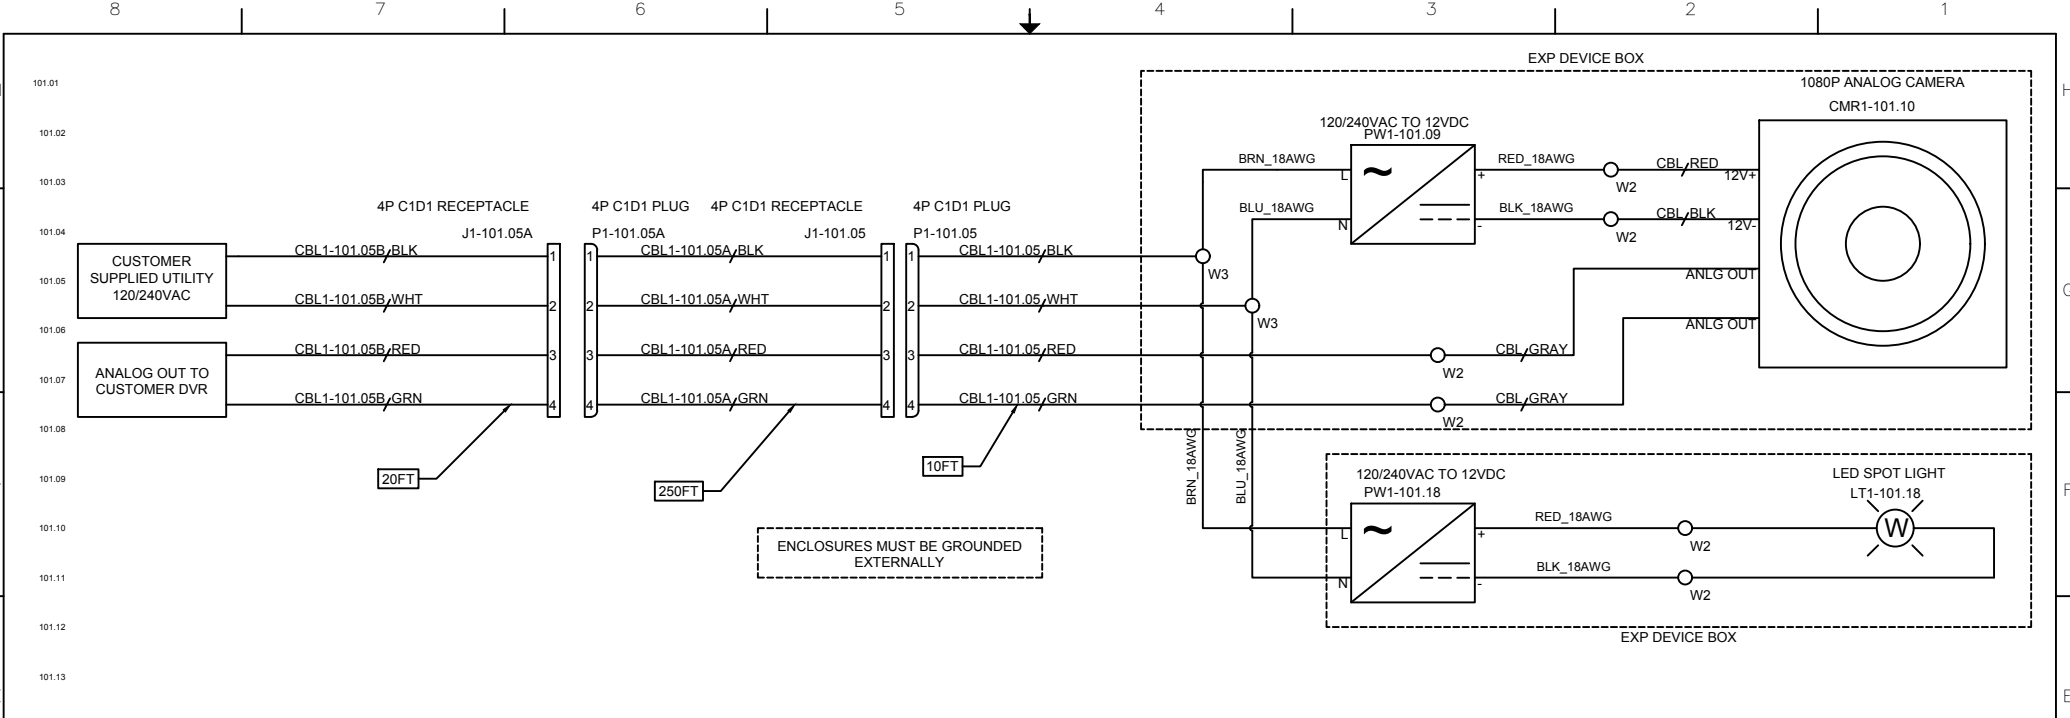 8 7 6 5 4 3 2 1
EXP DEVICE BOX
101.01
1080P ANALOG CAMERA
H
CMR1-101.10
120/240VAC TO 12VDC
101.02
PW1-101.09
BRN_18AWG
RED_18AWG
CBL/RED
L
+
12V+
101.03
W2
4P C1D1 RECEPTACLE
4P C1D1 PLUG
4P C1D1 RECEPTACLE
4P C1D1 PLUG
BLU_18AWG
BLK_18AWG
CBL/BLK
N
-
12V-
101.04
J1-101.05A
P1-101.05A
J1-101.05
P1-101.05
W2
CBL1-101.05B/BLK
1
1
CBL1-101.05A/BLK
1
1
CBL1-101.05/BLK
W3
CUSTOMER
SUPPLIED UTILITY
120/240VAC
101.05
ANLG OUT
CBL1-101.05B/WHT
2
2
CBL1-101.05A/WHT
2
2
CBL1-101.05/WHT
W3
ANLG OUT
101.06
CBL1-101.05B/RED
3
3
CBL1-101.05A/RED
3
3
CBL1-101.05/RED
CBL/GRAY
W2
ANALOG OUT TO
CUSTOMER DVR
101.07
CBL1-101.05B/GRN
4
4
CBL1-101.05A/GRN
4
4
CBL1-101.05/GRN
CBL/GRAY
W2
101.08
BRN_18AWG
BLU_18AWG
20FT
250FT
10FT
101.09
120/240VAC TO 12VDC
PW1-101.18
LED SPOT LIGHT
LT1-101.18
F
RED_18AWG
L
+
W
W2
101.10
ENCLOSURES MUST BE GROUNDED
EXTERNALLY
BLK_18AWG
N
-
W2
101.11
101.12
EXP DEVICE BOX
101.13